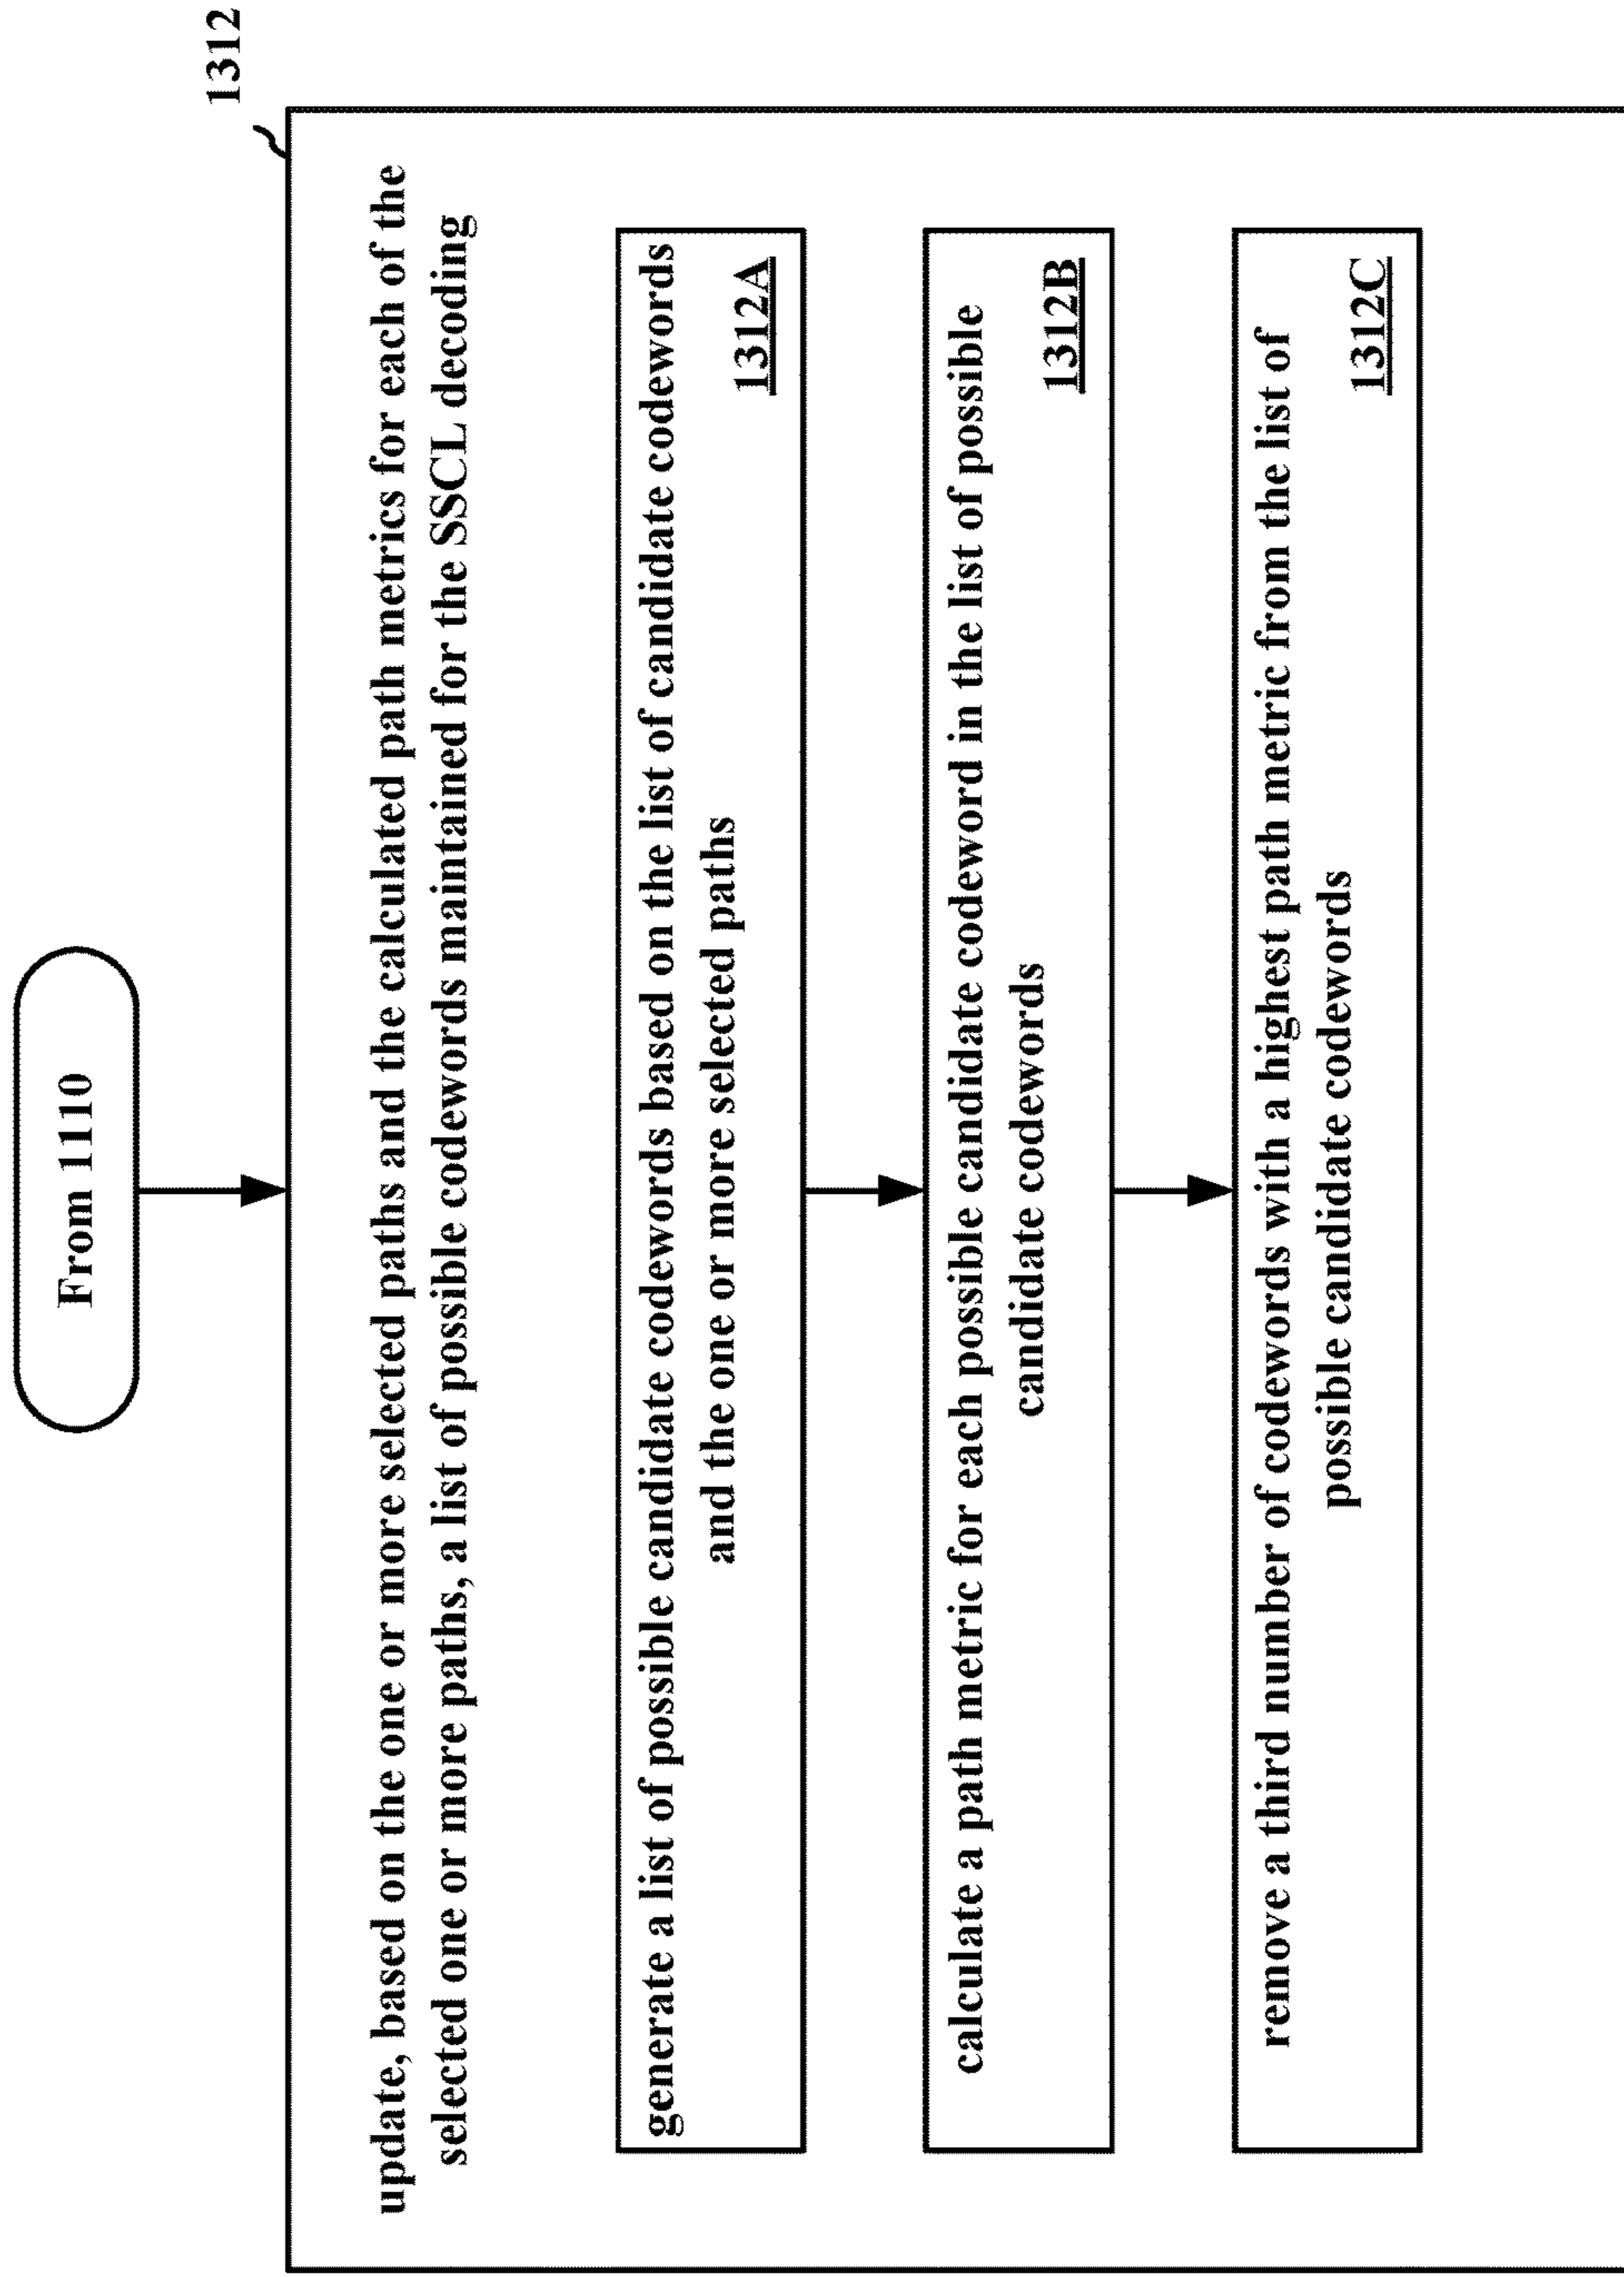 From 1110
1312
update, based on the one or more selected paths and the calculated path metrics for each of the
selected one or more paths, a list of possible codewords maintained for the SSCL decoding
generate a list of possible candidate codewords based on the list of candidate codewords
and the one or more selected paths
1312A
calculate a path metric for each possible candidate codeword in the list of possible
candidate codewords
1312B
remove a third number of codewords with a highest path metric from the list of
possible candidate codewords
1312C